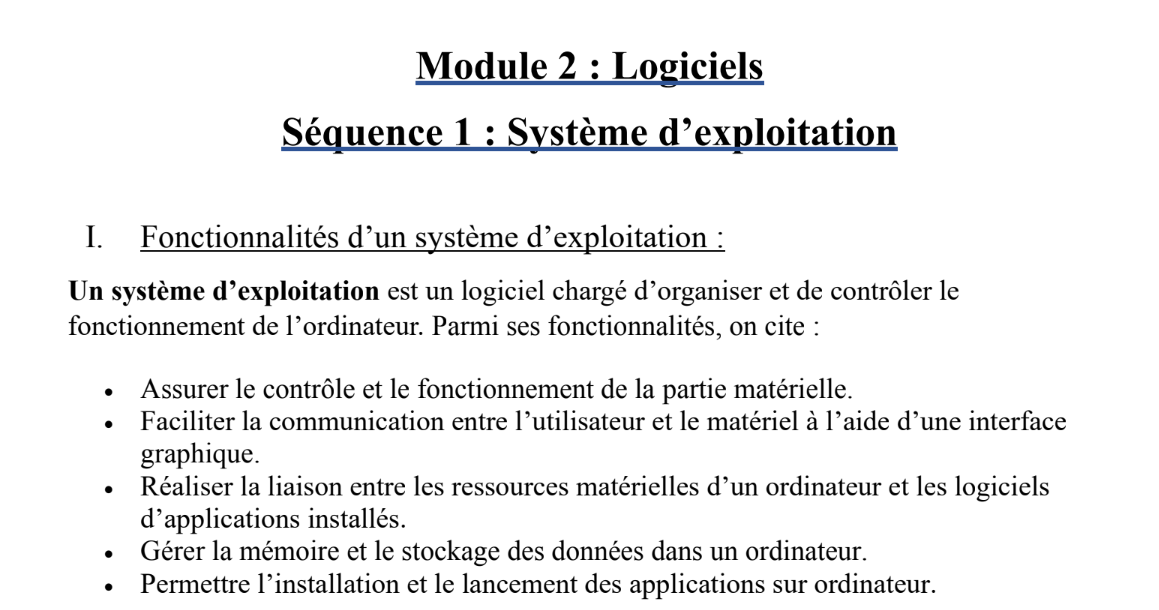 Module 2 : Logiciels
Séquence 1 : Système d’exploitation
I. Fonctionnalités d’un système d’exploitation :
Un système d’exploitation est un logiciel chargé d’organiser et de contrôler le
fonctionnement de l’ordinateur. Parmi ses fonctionnalités, on cite :
• Assurer le contrôle et le fonctionnement de la partie matérielle.
• Faciliter la communication entre l’utilisateur et le matériel à l’aide d’une interface
graphique.
• Réaliser la liaison entre les ressources matérielles d’un ordinateur et les logiciels
d’applications installés.
• Gérer la mémoire et le stockage des données dans un ordinateur.
• Permettre l’installation et le lancement des applications sur ordinateur.